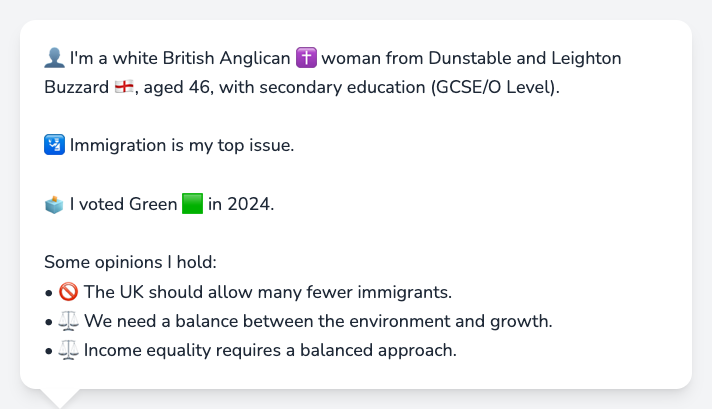 👤 I'm a white British Anglican ✝️ woman from Dunstable and Leighton
Buzzard 🏴󠁧󠁢󠁥󠁮󠁧󠁿, aged 46, with secondary education (GCSE/O Level).
🛂 Immigration is my top issue.
🗳️ I voted Green 🟩 in 2024.
Some opinions I hold:
• 🚫 The UK should allow many fewer immigrants.
• ⚖️ We need a balance between the environment and growth.
• ⚖️ Income equality requires a balanced approach.